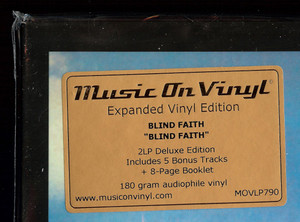 Music On Vinyl®
Expanded Vinyl Edition
BLIND FAITH
"BLIND FAITH"
2LP Deluxe Edition
Includes 5 Bonus Tracks
+ 8-Page Booklet
180 gram audiophile vinyl
www.musiconvinyl.com MOVLP790